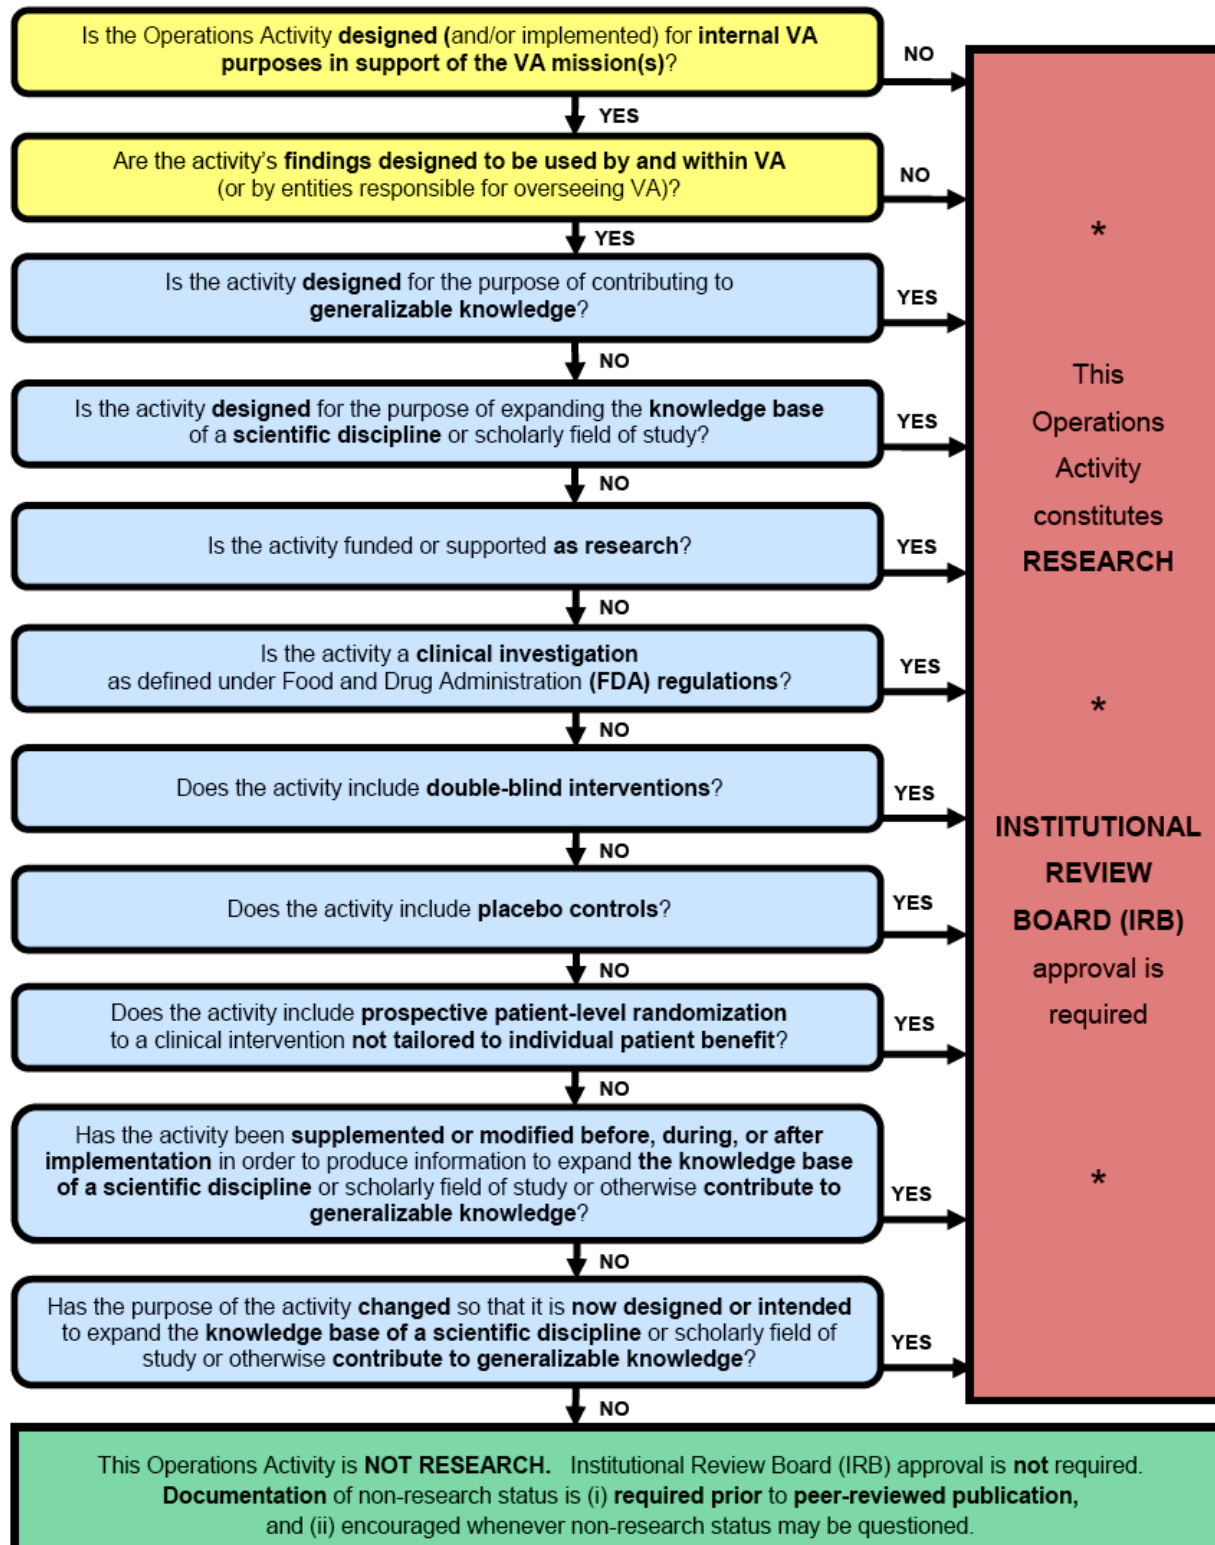 Is the Operations Activity designed (and/or implemented) for internal VA
purposes in support of the VA mission(s)?
NO
YES
Are the activity's findings designed to be used by and within VA
(or by entities responsible for overseeing VA)?
NO
YES
Is the activity designed for the purpose of contributing to
generalizable knowledge?
YES
NO
Is the activity designed for the purpose of expanding the knowledge base
of a scientific discipline or scholarly field of study?
YES
NO
Is the activity funded or supported as research?
YES
NO
Is the activity a clinical investigation
as defined under Food and Drug Administration (FDA) regulations?
YES
NO
Does the activity include double-blind interventions?
YES
NO
Does the activity include placebo controls?
YES
NO
Does the activity include prospective patient-level randomization
to a clinical intervention not tailored to individual patient benefit?
YES
NO
Has the activity been supplemented or modified before, during, or after
implementation in order to produce information to expand the knowledge base
of a scientific discipline or scholarly field of study or otherwise contribute to
generalizable knowledge?
YES
NO
Has the purpose of the activity changed so that it is now designed or intended
to expand the knowledge base of a scientific discipline or scholarly field of
study or otherwise contribute to generalizable knowledge?
YES
NO
*
This
Operations
Activity
constitutes
RESEARCH
*
INSTITUTIONAL
REVIEW
BOARD (IRB)
approval is
required
*
This Operations Activity is NOT RESEARCH. Institutional Review Board (IRB) approval is not required.
Documentation of non-research status is (i) required prior to peer-reviewed publication,
and (ii) encouraged whenever non-research status may be questioned.